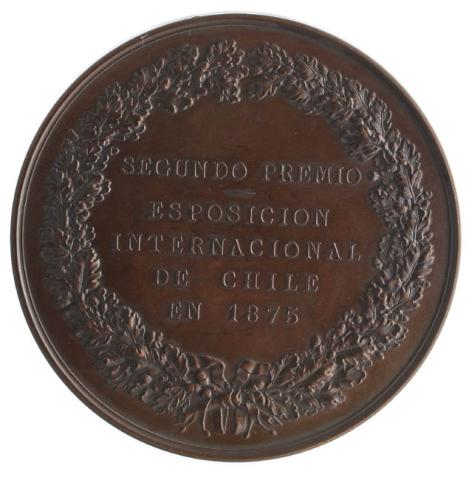 SEGUNDO PREMIO
ESPOSICION
INTERNACIONAL
DE CHILE
EN 1875